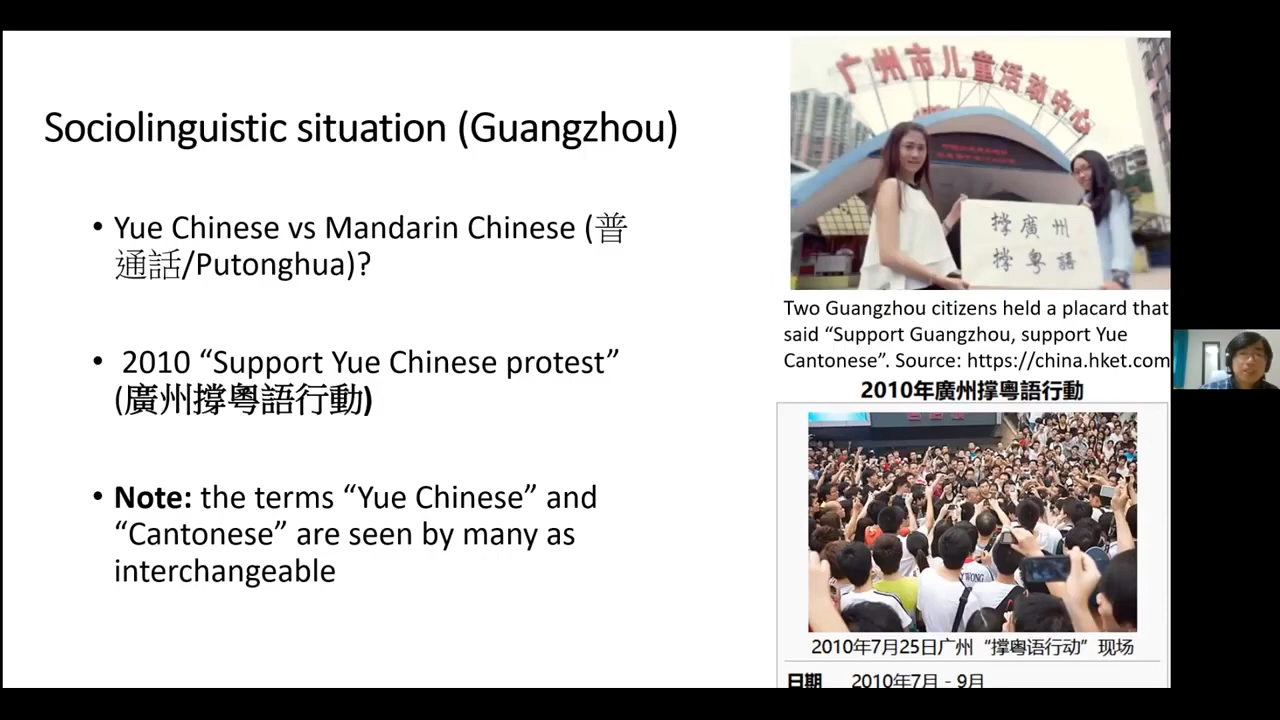 Sociolinguistic situation (Guangzhou)
• Yue Chinese vs Mandarin Chinese (普
通話/Putonghua)?
• 2010 “Support Yue Chinese protest”
(廣州撐粵語行動)
• Note: the terms “Yue Chinese” and
“Cantonese” are seen by many as
interchangeable
广州市儿童活动中心
撐廣州
撐粵語
Two Guangzhou citizens held a placard that
said “Support Guangzhou, support Yue
Cantonese”. Source: https://china.hket.com
2010年廣州撐粵語行動
WONG
2010年7月25日广州“撑粤语行动”现场
日期 2010年7月 - 9月